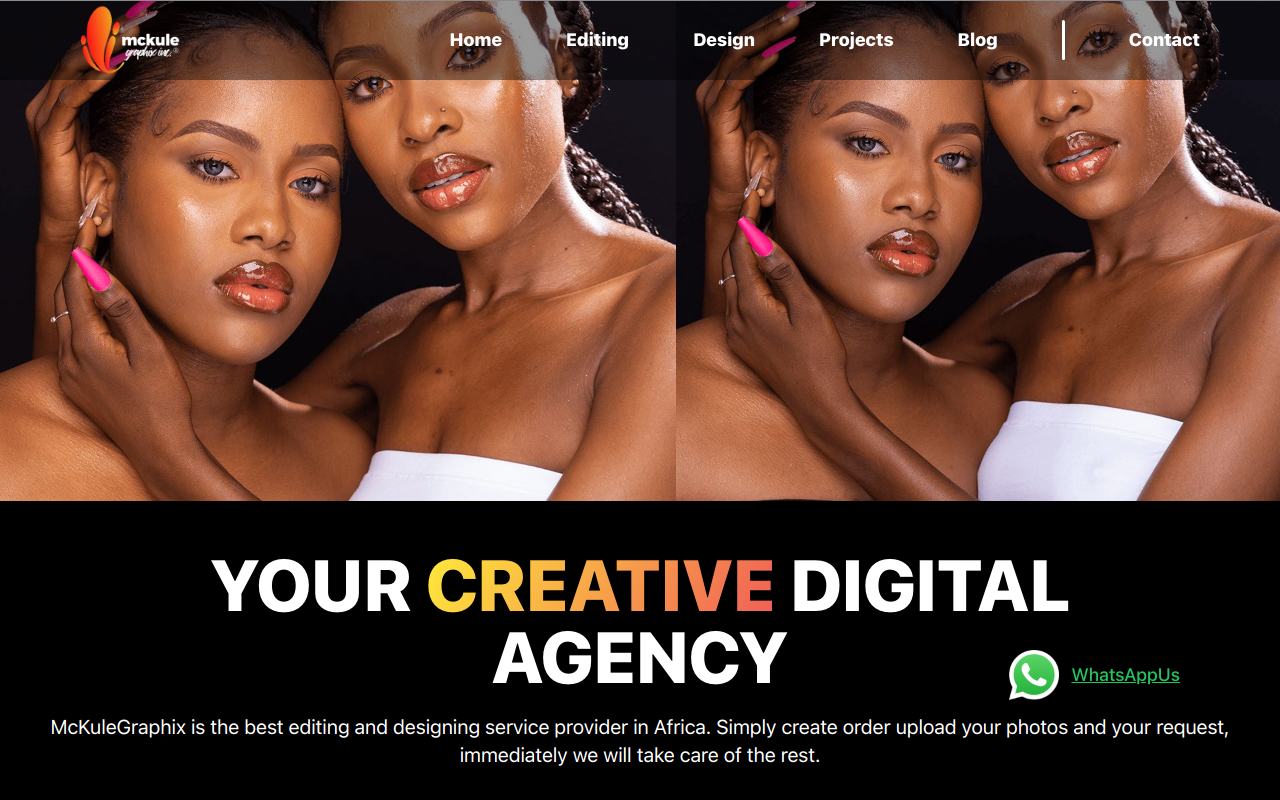 mckule
graphix inc.®
Home
Editing
Design
Projects
Blog
Contact
YOUR CREATIVE DIGITAL
AGENCY
WhatsAppUs
McKuleGraphix is the best editing and designing service provider in Africa. Simply create order upload your photos and your request,
immediately we will take care of the rest.